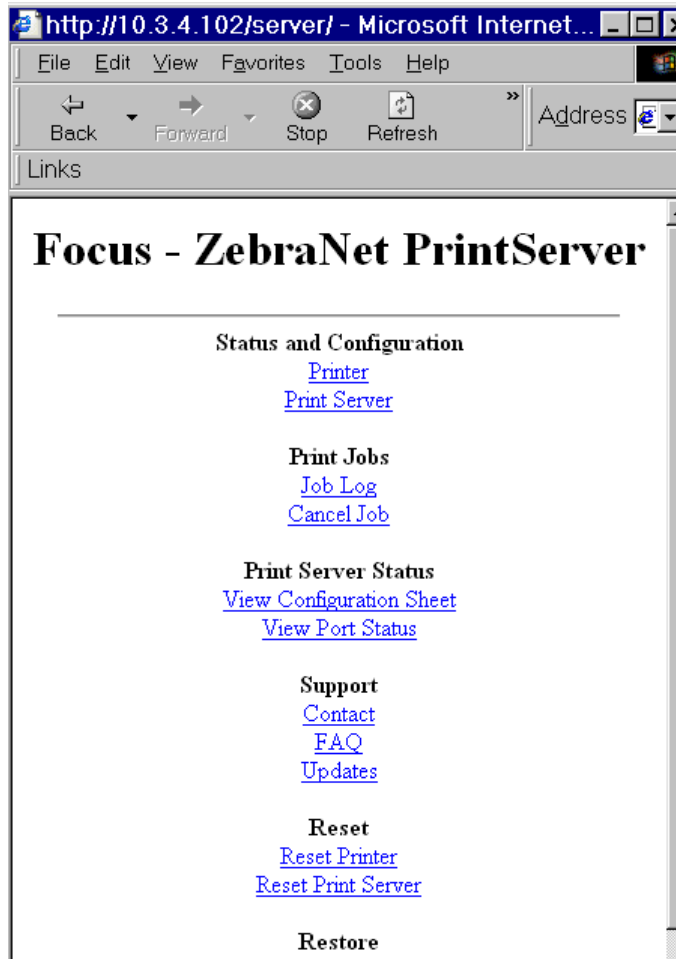 http://10.3.4.102/server/ - Microsoft Internet...
File Edit View Favorites Tools Help
Back Forward Stop Refresh » Address
Links
Focus - ZebraNet PrintServer
Status and Configuration
Printer
Print Server
Print Jobs
Job Log
Cancel Job
Print Server Status
View Configuration Sheet
View Port Status
Support
Contact
FAQ
Updates
Reset
Reset Printer
Reset Print Server
Restore